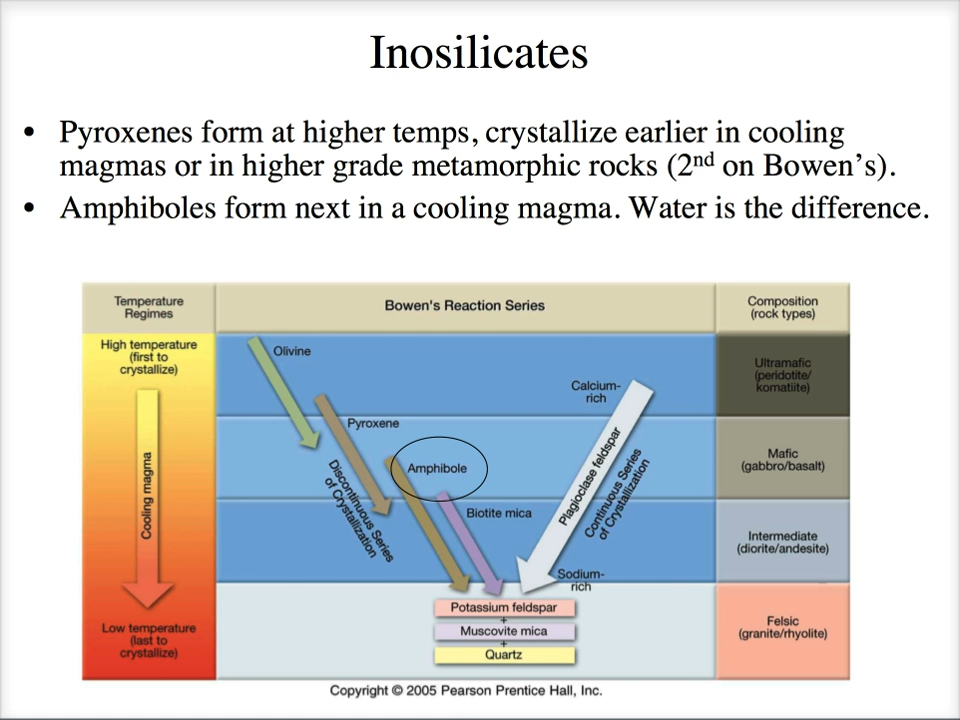 Inosilicates
• Pyroxenes form at higher temps, crystallize earlier in cooling
magmas or in higher grade metamorphic rocks (2nd on Bowen's).
• Amphiboles form next in a cooling magma. Water is the difference.
Temperature
Regimes
Bowen's Reaction Series
Composition
(rock types)
High temperature
(first to
crystallize)
Cooling magma
Low temperature
(last to
crystallize)
Olivine
Pyroxene
Amphibole
Biotite mica
Discontinuous Series
of Crystallization
Calcium-
rich
Plagioclase feldspar
Continuous Series
of Crystallization
Sodium-
rich
Potassium feldspar
+
Muscovite mica
+
Quartz
Ultramafic
(peridotite/
komatiite)
Mafic
(gabbro/basalt)
Intermediate
(diorite/andesite)
Felsic
(granite/rhyolite)
Copyright © 2005 Pearson Prentice Hall, Inc.